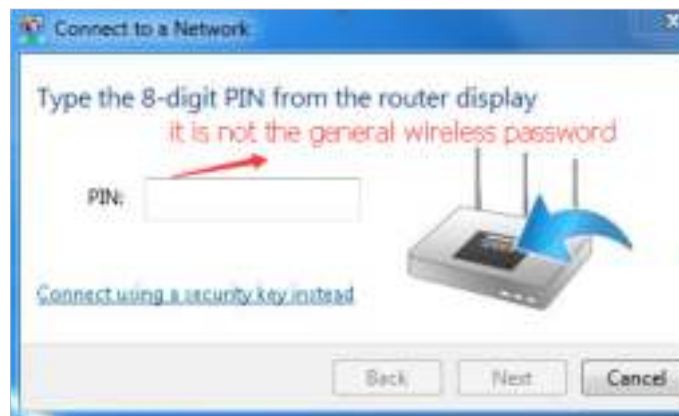 Connect to a Network
x
Type the 8-digit PIN from the router display
it is not the general wireless password
PIN:
Connect using a security key instead
Back
Next
Cancel